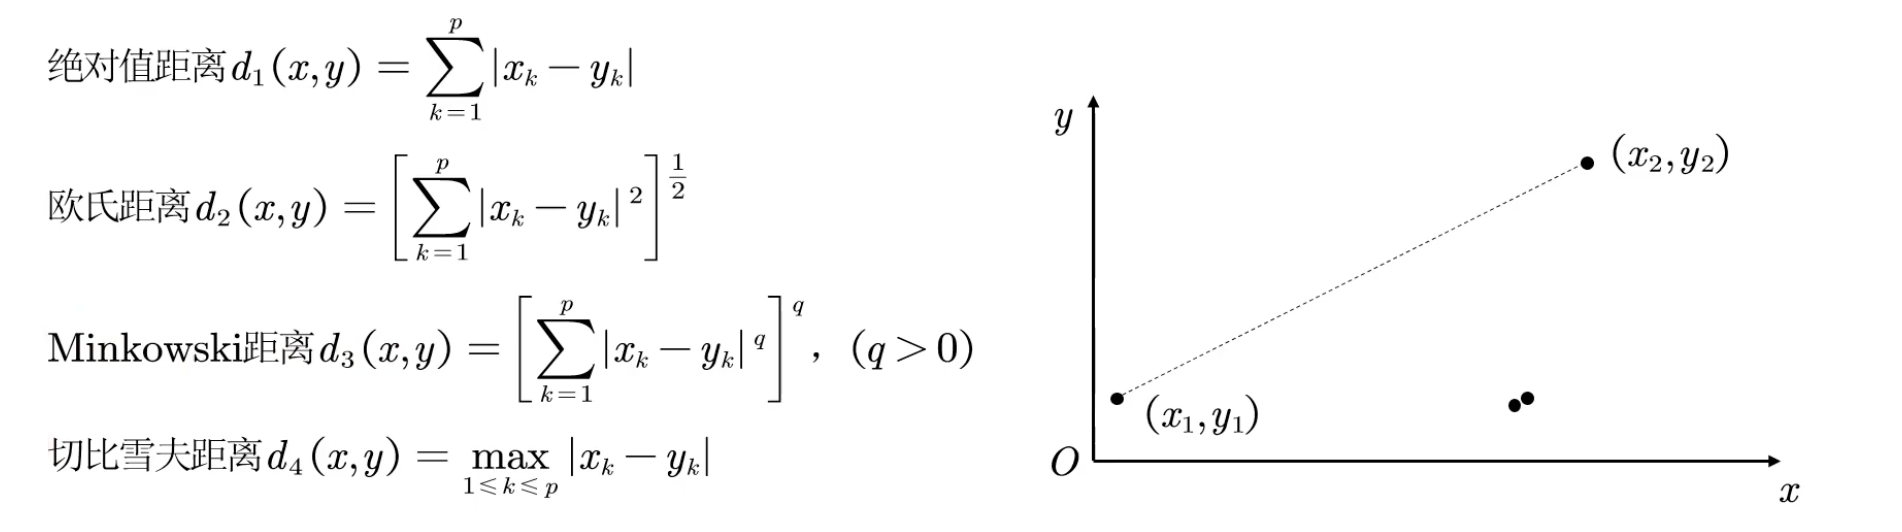 绝对值距离 $d_1(x,y)=\sum_{k=1}^{p}|x_k-y_k|$
欧氏距离 $d_2(x,y)=\left[\sum_{k=1}^{p}|x_k-y_k|^2\right]^{\frac{1}{2}}$
Minkowski距离 $d_3(x,y)=\left[\sum_{k=1}^{p}|x_k-y_k|^q\right]^q$，$(q>0)$
切比雪夫距离 $d_4(x,y)=\max_{1\leqslant k\leqslant p}|x_k-y_k|$
y
$(x_2,y_2)$
$(x_1,y_1)$
O
x